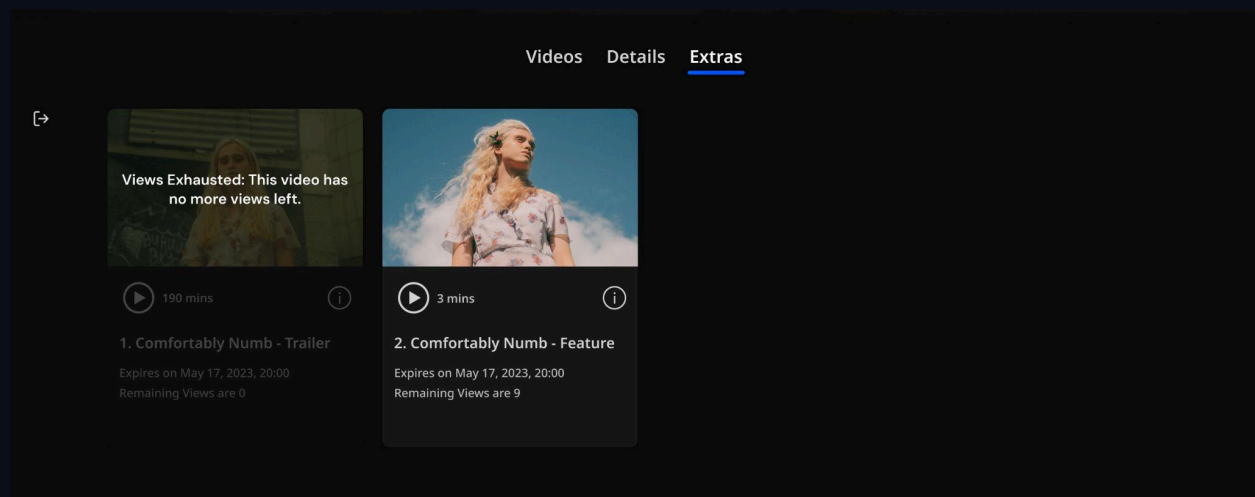 Videos Details Extras
Views Exhausted: This video has
no more views left.
190 mins
1. Comfortably Numb - Trailer
Expires on May 17, 2023, 20:00
Remaining Views are 0
3 mins
2. Comfortably Numb - Feature
Expires on May 17, 2023, 20:00
Remaining Views are 9